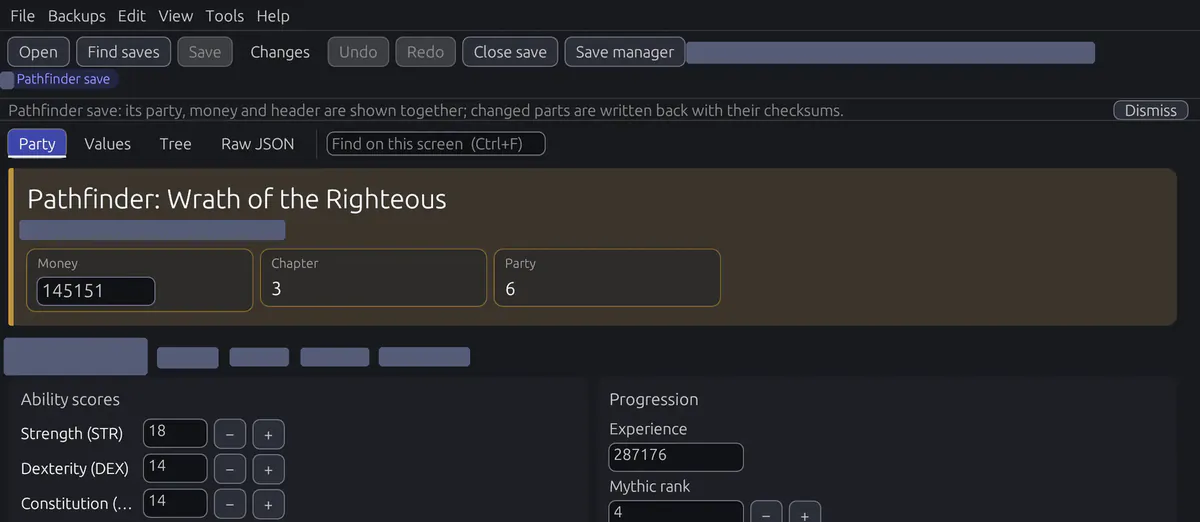 File Backups Edit View Tools Help
Open Find saves Save Changes Undo Redo Close save Save manager
Pathfinder save
Pathfinder save: its party, money and header are shown together; changed parts are written back with their checksums. Dismiss
Party Values Tree Raw JSON Find on this screen (Ctrl+F)
Pathfinder: Wrath of the Righteous
Money Chapter Party
145151 3 6
Ability scores
Strength (STR) 18 − +
Dexterity (DEX) 14 − +
Constitution (… 14 − +
Progression
Experience
287176
Mythic rank
4 − +